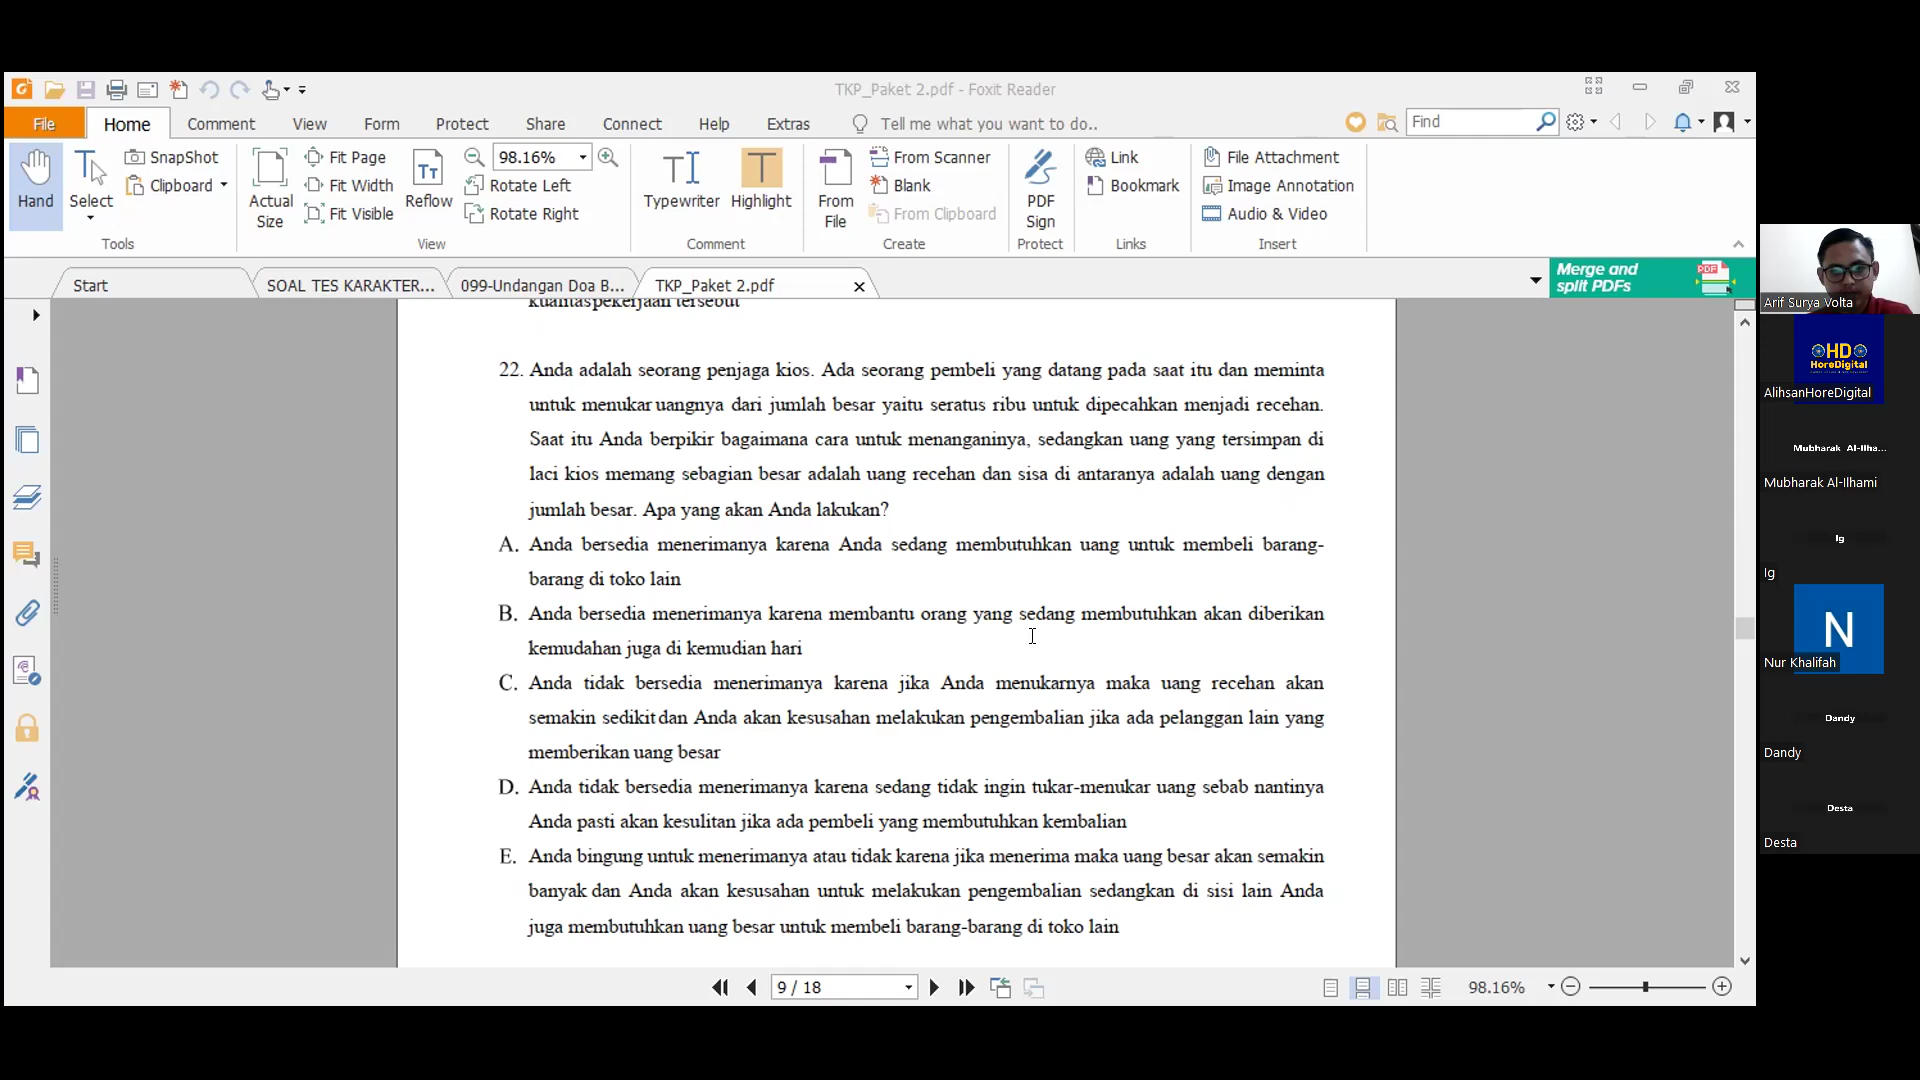 TKP_Paket 2.pdf - Foxit Reader
File Home Comment View Form Protect Share Connect Help Extras Tell me what you want to do.. Find
Hand
Select
SnapShot
Clipboard
Tools
Actual Size
Fit Page
Fit Width
Fit Visible
Reflow
98.16%
Rotate Left
Rotate Right
View
Typewriter
Highlight
Comment
From File
From Scanner
Blank
From Clipboard
Create
PDF Sign
Protect
Link
Bookmark
Links
File Attachment
Image Annotation
Audio & Video
Insert
Start
SOAL TES KARAKTER...
099-Undangan Doa B...
TKP_Paket 2.pdf
Merge and
split PDFs
PDF
kuantaspekerjaan tersebut
22. Anda adalah seorang penjaga kios. Ada seorang pembeli yang datang pada saat itu dan meminta
untuk menukar uangnya dari jumlah besar yaitu seratus ribu untuk dipecahkan menjadi recehan.
Saat itu Anda berpikir bagaimana cara untuk menanganinya, sedangkan uang yang tersimpan di
laci kios memang sebagian besar adalah uang recehan dan sisa di antaranya adalah uang dengan
jumlah besar. Apa yang akan Anda lakukan?
A. Anda bersedia menerimanya karena Anda sedang membutuhkan uang untuk membeli barang-
barang di toko lain
B. Anda bersedia menerimanya karena membantu orang yang sedang membutuhkan akan diberikan
kemudahan juga di kemudian hari
C. Anda tidak bersedia menerimanya karena jika Anda menukarnya maka uang recehan akan
semakin sedikit dan Anda akan kesusahan melakukan pengembalian jika ada pelanggan lain yang
memberikan uang besar
D. Anda tidak bersedia menerimanya karena sedang tidak ingin tukar-menukar uang sebab nantinya
Anda pasti akan kesulitan jika ada pembeli yang membutuhkan kembalian
E. Anda bingung untuk menerimanya atau tidak karena jika menerima maka uang besar akan semakin
banyak dan Anda akan kesusahan untuk melakukan pengembalian sedangkan di sisi lain Anda
juga membutuhkan uang besar untuk membeli barang-barang di toko lain
9 / 18
98.16%
Arif Surya Volta
HD
HoreDigital
AlihsanHoreDigital
Mubharak Al-Ilha...
Mubharak Al-Ilhami
Ig
Ig
N
Nur Khalifah
Dandy
Dandy
Desta
Desta